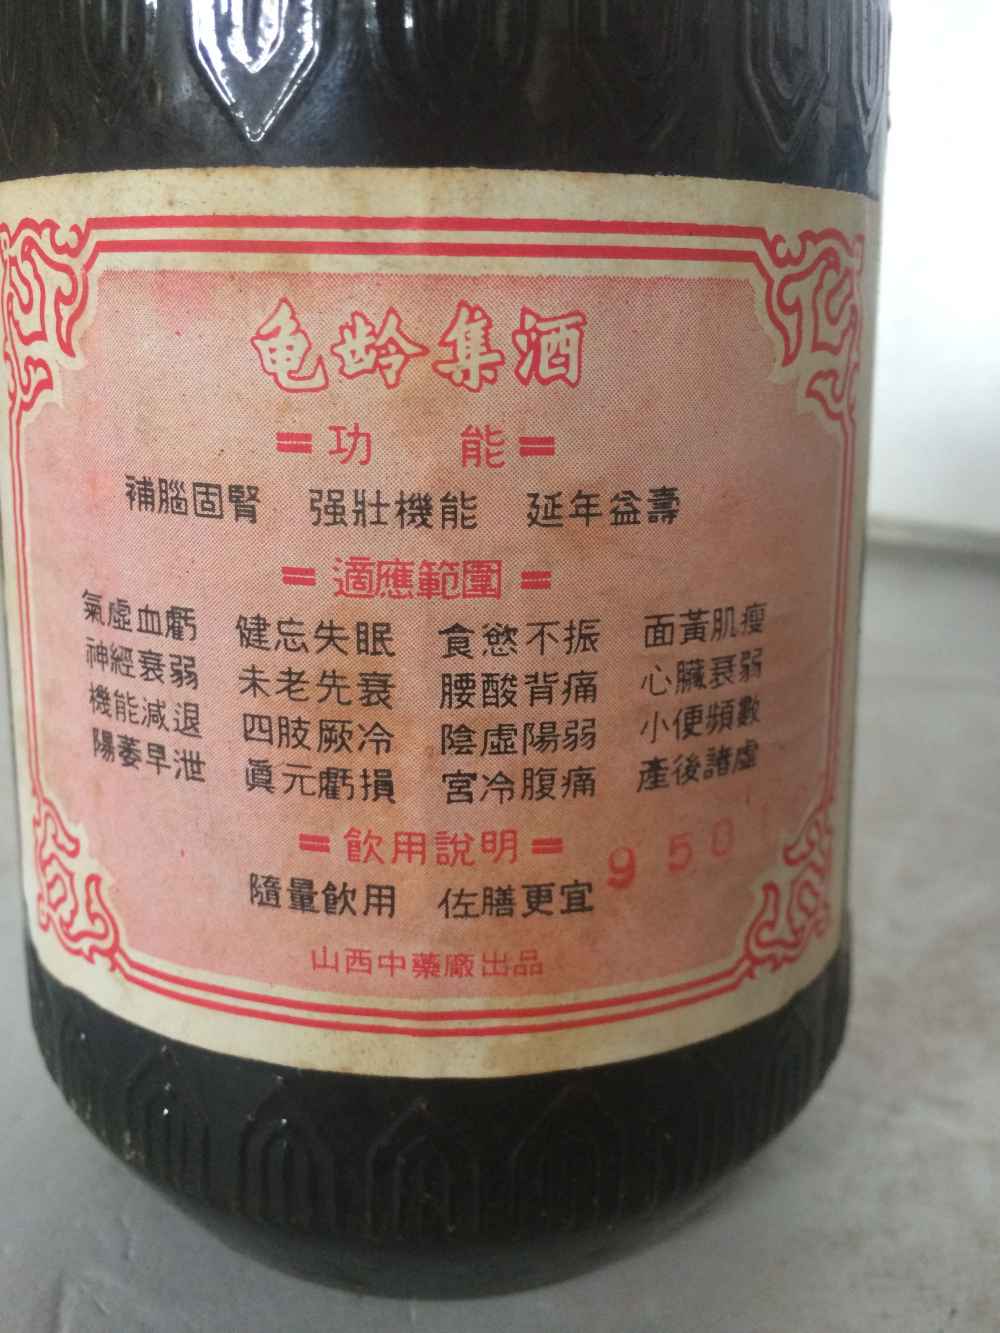 龟龄集酒
功 能
補腦固腎 强壯機能 延年益壽
適應範圍
氣虛血虧 健忘失眠 食慾不振 面黃肌瘦
神經衰弱 未老先衰 腰酸背痛 心臟衰弱
機能減退 四肢厥冷 陰虛陽弱 小便頻數
陽萎早泄 眞元虧損 宮冷腹痛 產後諸虛
飲用說明
950
隨量飲用 佐膳更宜
山西中藥廠出品